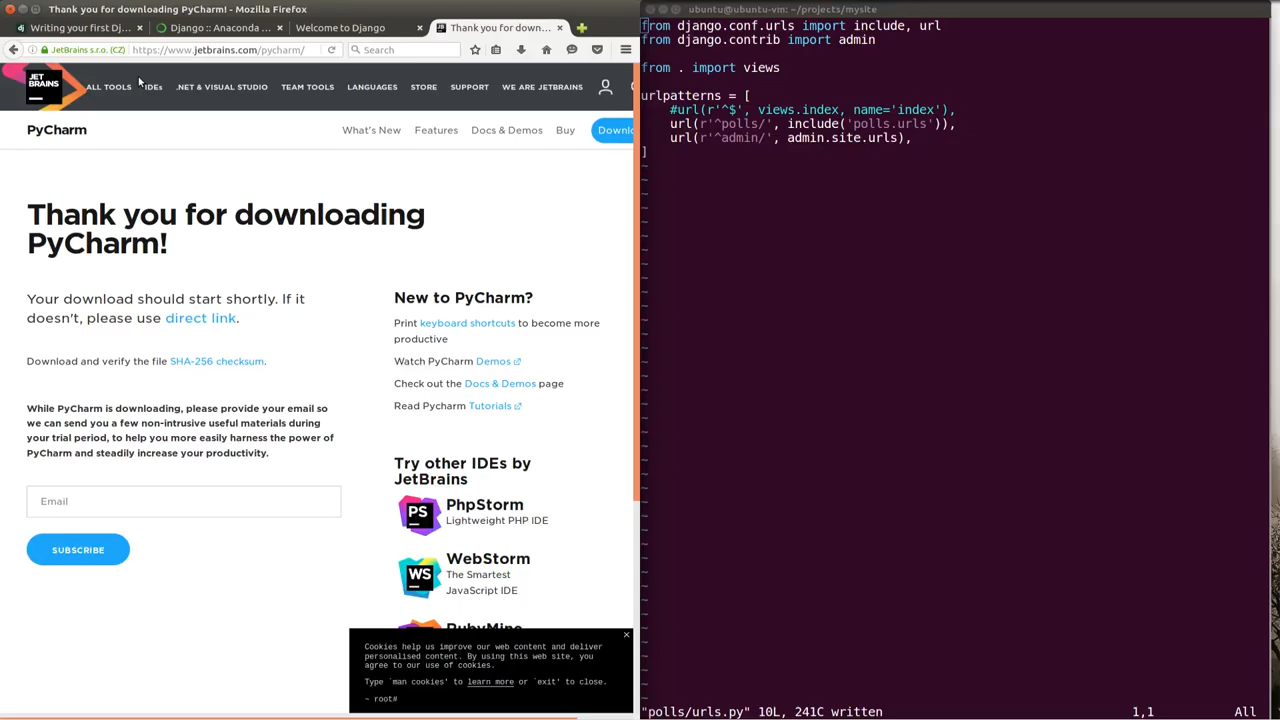 Thank you for downloading PyCharm! - Mozilla Firefox
Writing your first Dj...
Django :: Anaconda ...
Welcome to Django
Thank you for downl...
JetBrains s.r.o. (CZ)
https://www.jetbrains.com/pycharm/
Search
JET
BRAINS
ALL TOOLS
IDEs
.NET & VISUAL STUDIO
TEAM TOOLS
LANGUAGES
STORE
SUPPORT
WE ARE JETBRAINS
PyCharm
What's New
Features
Docs & Demos
Buy
Downlo
Thank you for downloading
PyCharm!
Your download should start shortly. If it
doesn't, please use direct link.
Download and verify the file SHA-256 checksum.
While PyCharm is downloading, please provide your email so
we can send you a few non-intrusive useful materials during
your trial period, to help you more easily harness the power of
PyCharm and steadily increase your productivity.
Email
SUBSCRIBE
New to PyCharm?
Print keyboard shortcuts to become more
productive
Watch PyCharm Demos
Check out the Docs & Demos page
Read Pycharm Tutorials
Try other IDEs by
JetBrains
PS
PhpStorm
Lightweight PHP IDE
WS
WebStorm
The Smartest
JavaScript IDE
RubyMine
Cookies help us improve our web content and deliver
personalised content. By using this web site, you
agree to our use of cookies.
Type `man cookies' to learn more or `exit' to close.
~ root#
ubuntu@ubuntu-vm: ~/projects/mysite
from django.conf.urls import include, url
from django.contrib import admin
from . import views
urlpatterns = [
#url(r'^$', views.index, name='index'),
url(r'^polls/', include('polls.urls')),
url(r'^admin/', admin.site.urls),
]
"polls/urls.py" 10L, 241C written
1,1
All